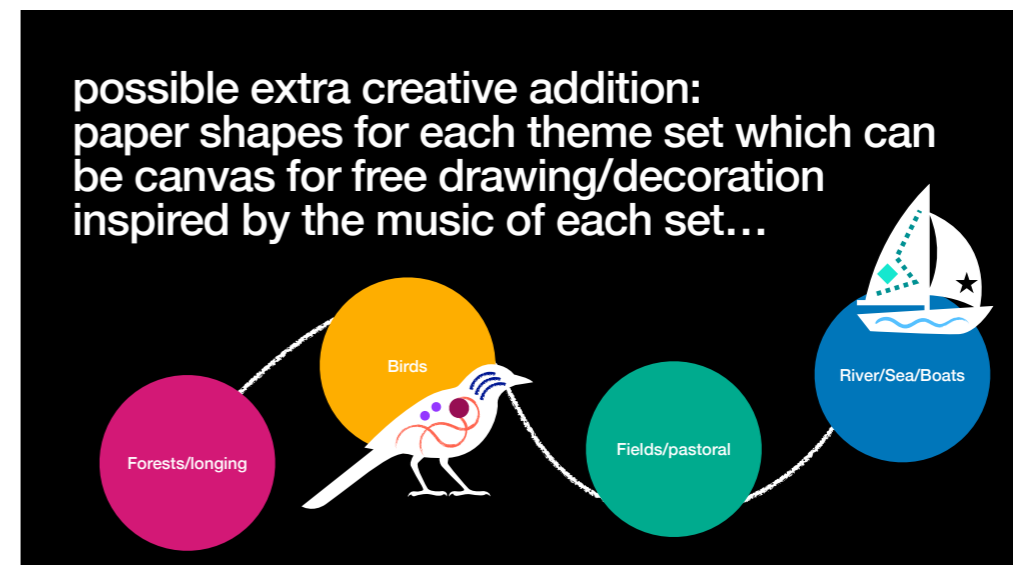 possible extra creative addition:
paper shapes for each theme set which can
be canvas for free drawing/decoration
inspired by the music of each set…
Birds
River/Sea/Boats
Fields/pastoral
Forests/longing